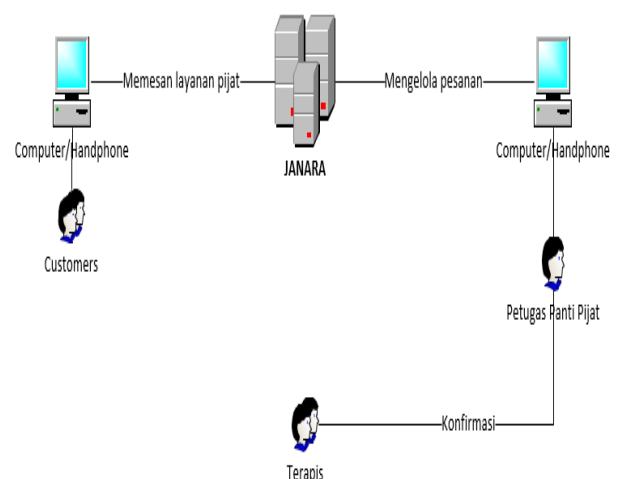 Memesan layanan pijat
Mengelola pesanan
Computer/Handphone
JANARA
Computer/Handphone
Customers
Petugas Panti Pijat
Konfirmasi
Terapis